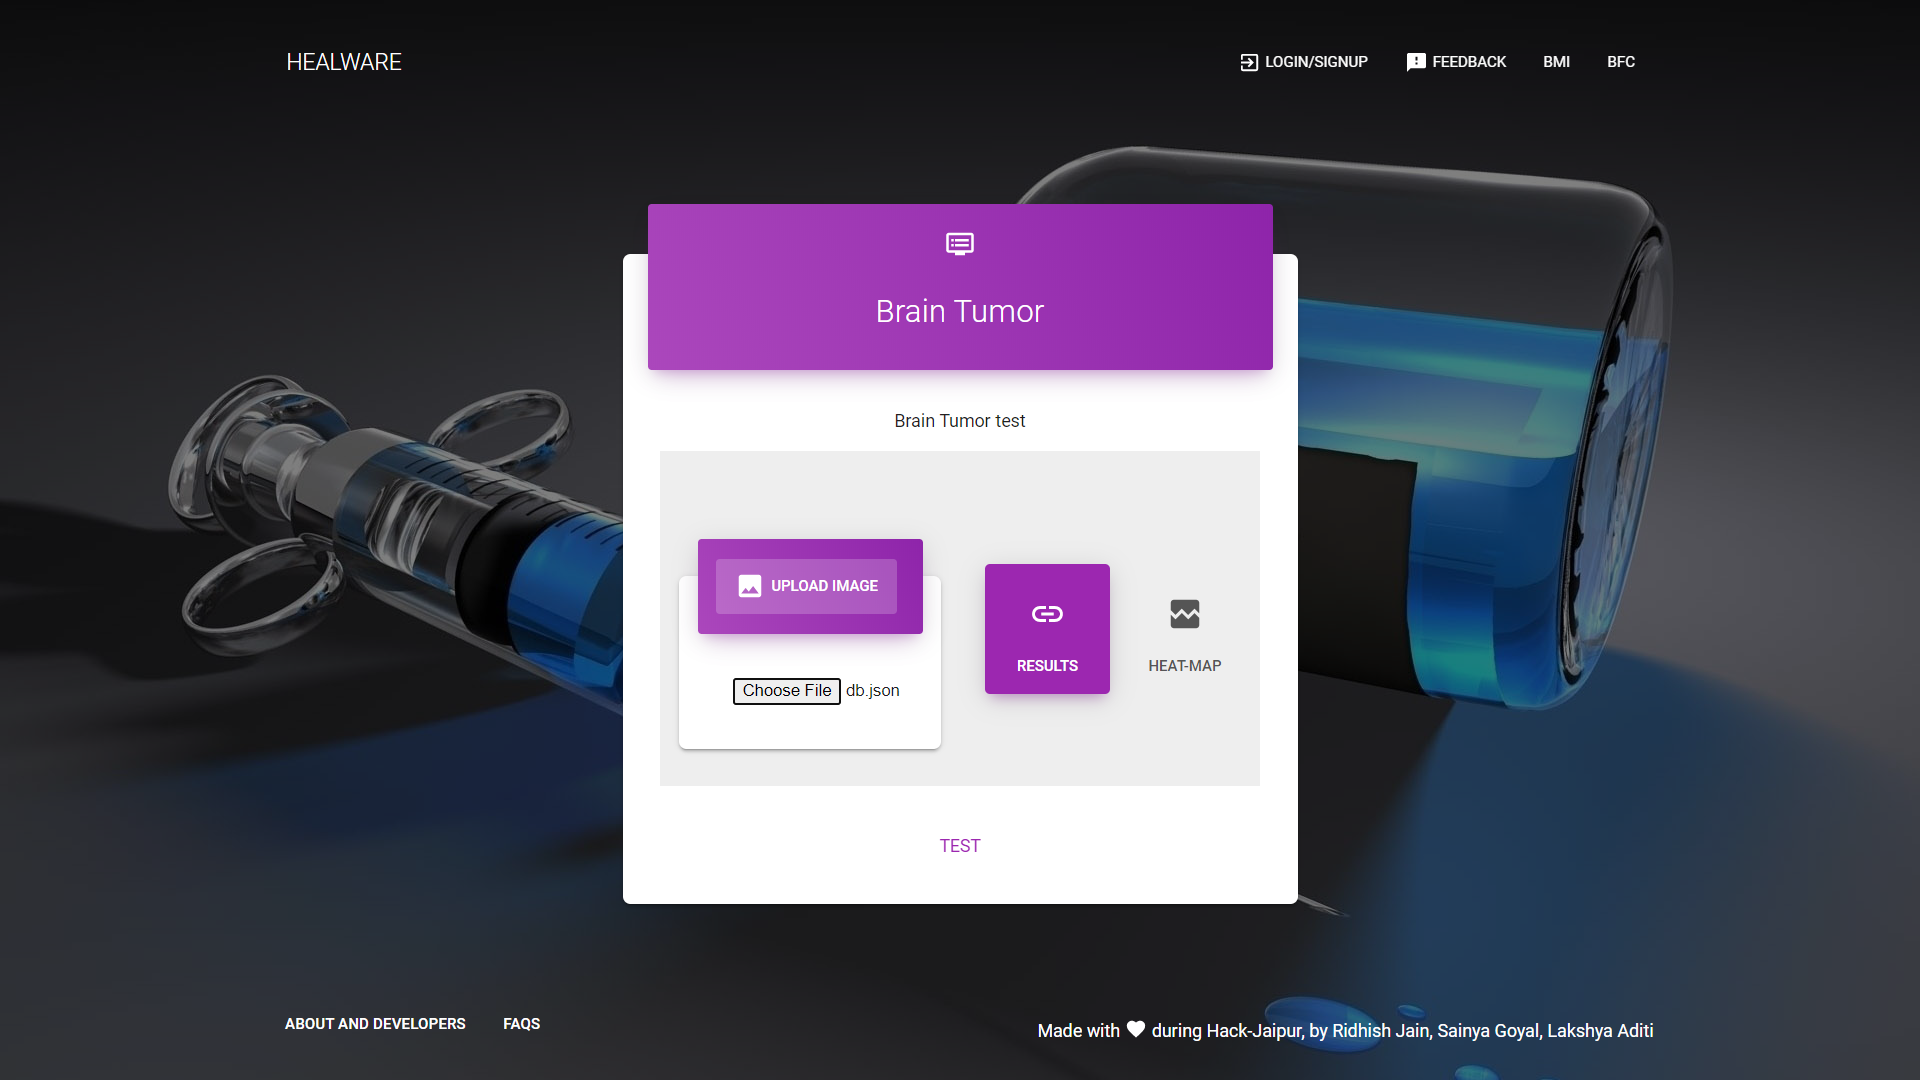 HEALWARE
LOGIN/SIGNUP FEEDBACK BMI BFC
Brain Tumor
Brain Tumor test
UPLOAD IMAGE
Choose File db.json
RESULTS
HEAT-MAP
TEST
ABOUT AND DEVELOPERS FAQS
Made with ♥ during Hack-Jaipur, by Ridhish Jain, Sainya Goyal, Lakshya Aditi